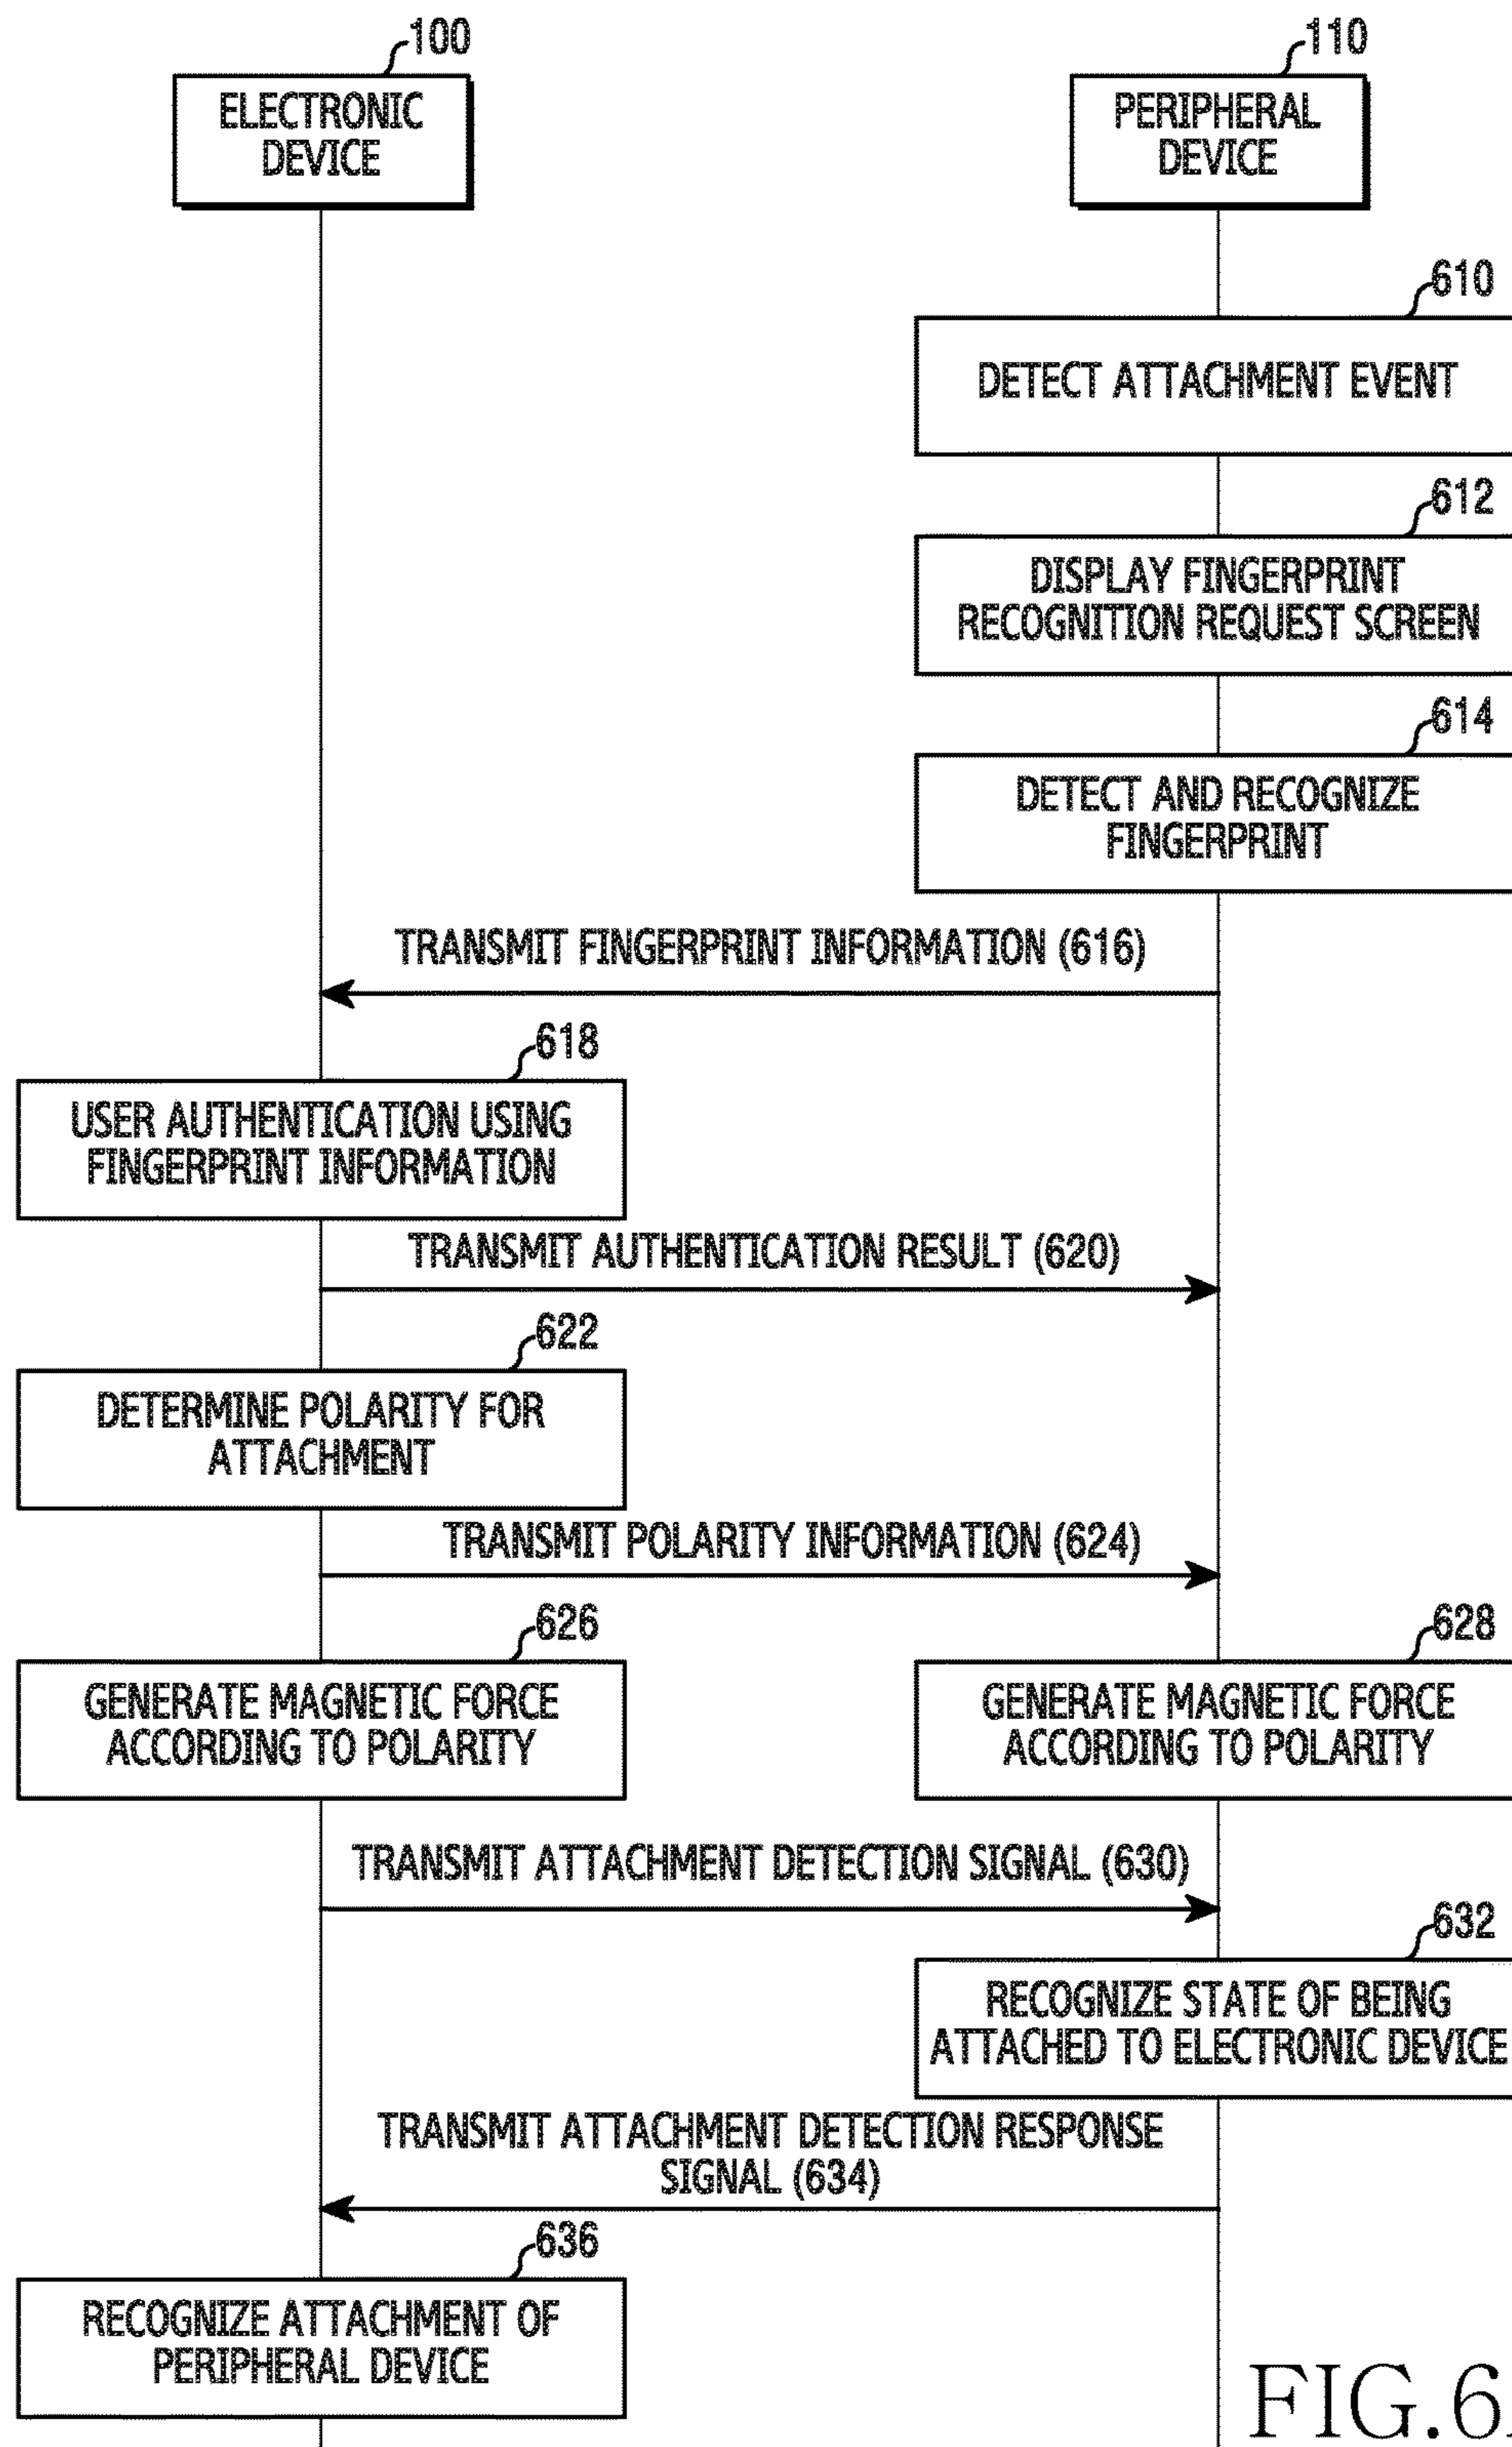 100
110
ELECTRONIC
DEVICE
PERIPHERAL
DEVICE
610
DETECT ATTACHMENT EVENT
612
DISPLAY FINGERPRINT
RECOGNITION REQUEST SCREEN
614
DETECT AND RECOGNIZE
FINGERPRINT
TRANSMIT FINGERPRINT INFORMATION (616)
618
USER AUTHENTICATION USING
FINGERPRINT INFORMATION
TRANSMIT AUTHENTICATION RESULT (620)
622
DETERMINE POLARITY FOR
ATTACHMENT
TRANSMIT POLARITY INFORMATION (624)
626
GENERATE MAGNETIC FORCE
ACCORDING TO POLARITY
628
GENERATE MAGNETIC FORCE
ACCORDING TO POLARITY
TRANSMIT ATTACHMENT DETECTION SIGNAL (630)
632
RECOGNIZE STATE OF BEING
ATTACHED TO ELECTRONIC DEVICE
TRANSMIT ATTACHMENT DETECTION RESPONSE
SIGNAL (634)
636
RECOGNIZE ATTACHMENT OF
PERIPHERAL DEVICE
FIG.6